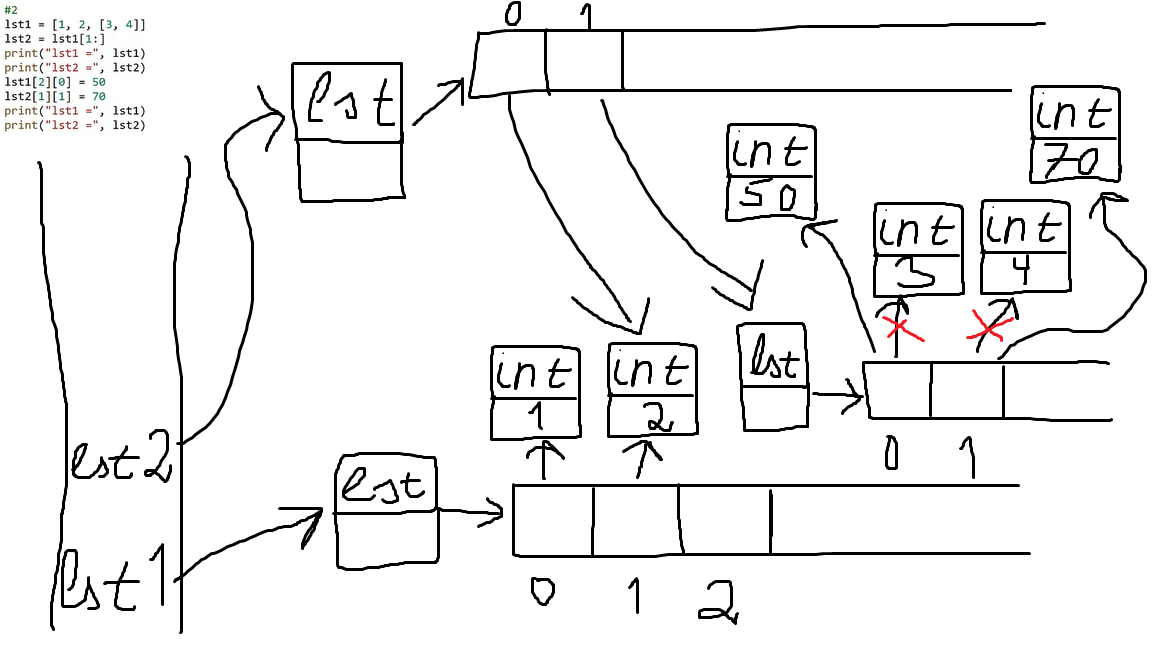 #2
lst1 = [1, 2, [3, 4]]
lst2 = lst1[1:]
print("lst1 =", lst1)
print("lst2 =", lst2)
lst1[2][0] = 50
lst2[1][1] = 70
print("lst1 =", lst1)
print("lst2 =", lst2)
0 1
lst
int
50
int
70
int
3
int
4
int
1
int
2
lst
0 1
lst2
lst
lst1
0 1 2